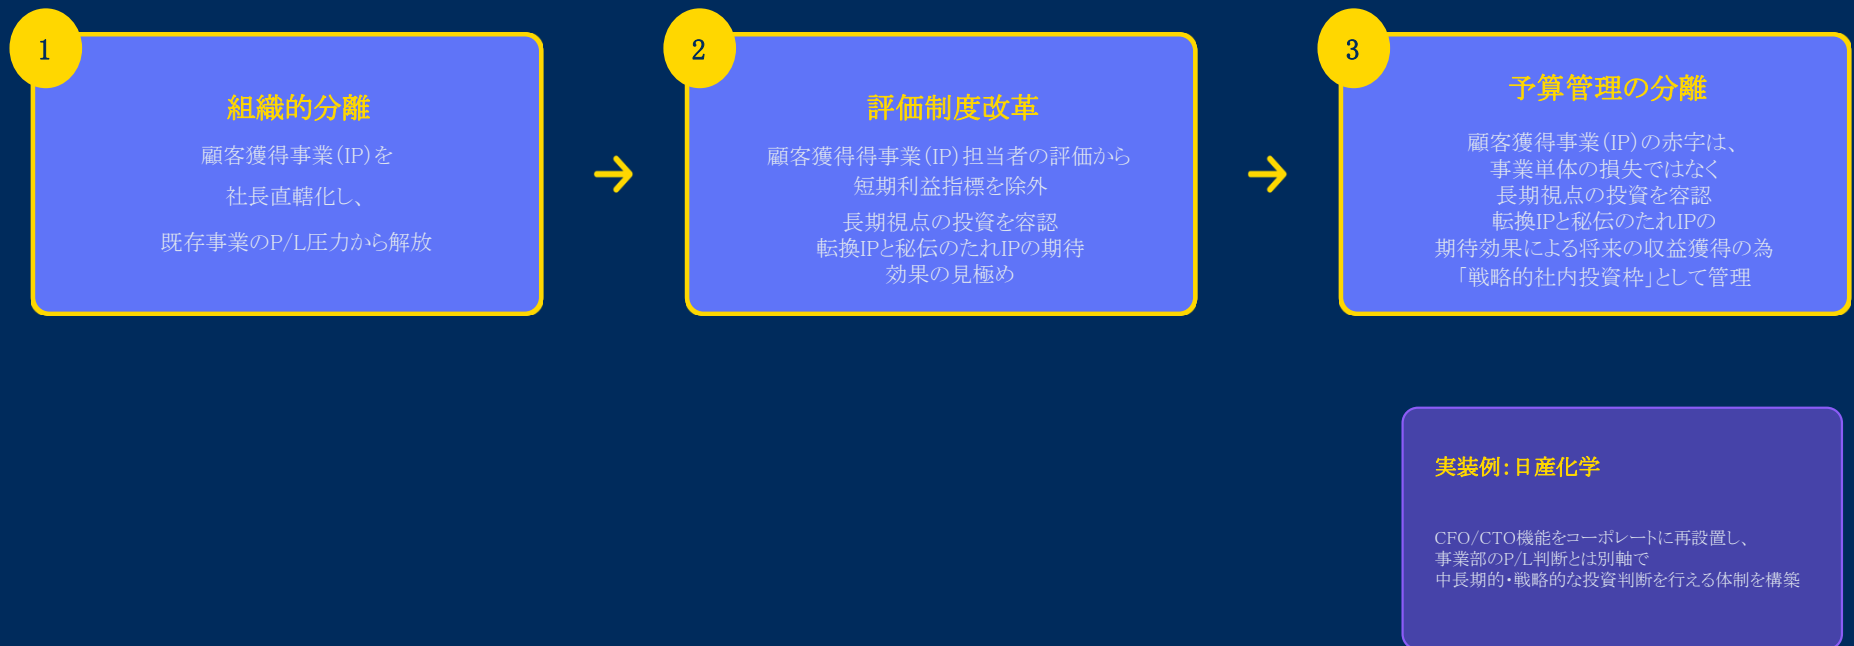 1
組織的分離
顧客獲得事業(IP)を
社長直轄化し、
既存事業のP/L圧力から解放
2
評価制度改革
顧客獲得得事業(IP)担当者の評価から
短期利益指標を除外
長期視点の投資を容認
転換IPと秘伝のたれIPの期待
効果の見極め
3
予算管理の分離
顧客獲得事業(IP)の赤字は、
事業単体の損失ではなく
長期視点の投資を容認
転換IPと秘伝のたれIPの
期待効果による将来の収益獲得の為
「戦略的社内投資枠」として管理
実装例:日産化学
CFO/CTO機能をコーポレートに再設置し、
事業部のP/L判断とは別軸で
中長期的・戦略的な投資判断を行える体制を構築